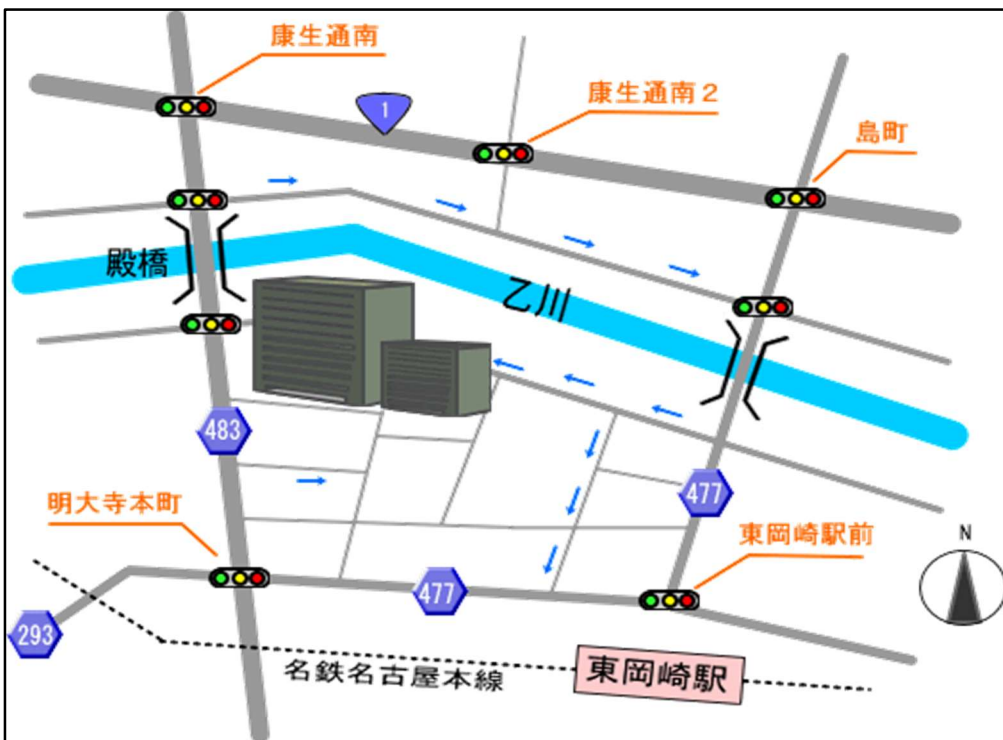 康生通南
1
康生通南２
島町
殿橋
乙川
483
477
明大寺本町
東岡崎駅前
N
477
293
名鉄名古屋本線
東岡崎駅